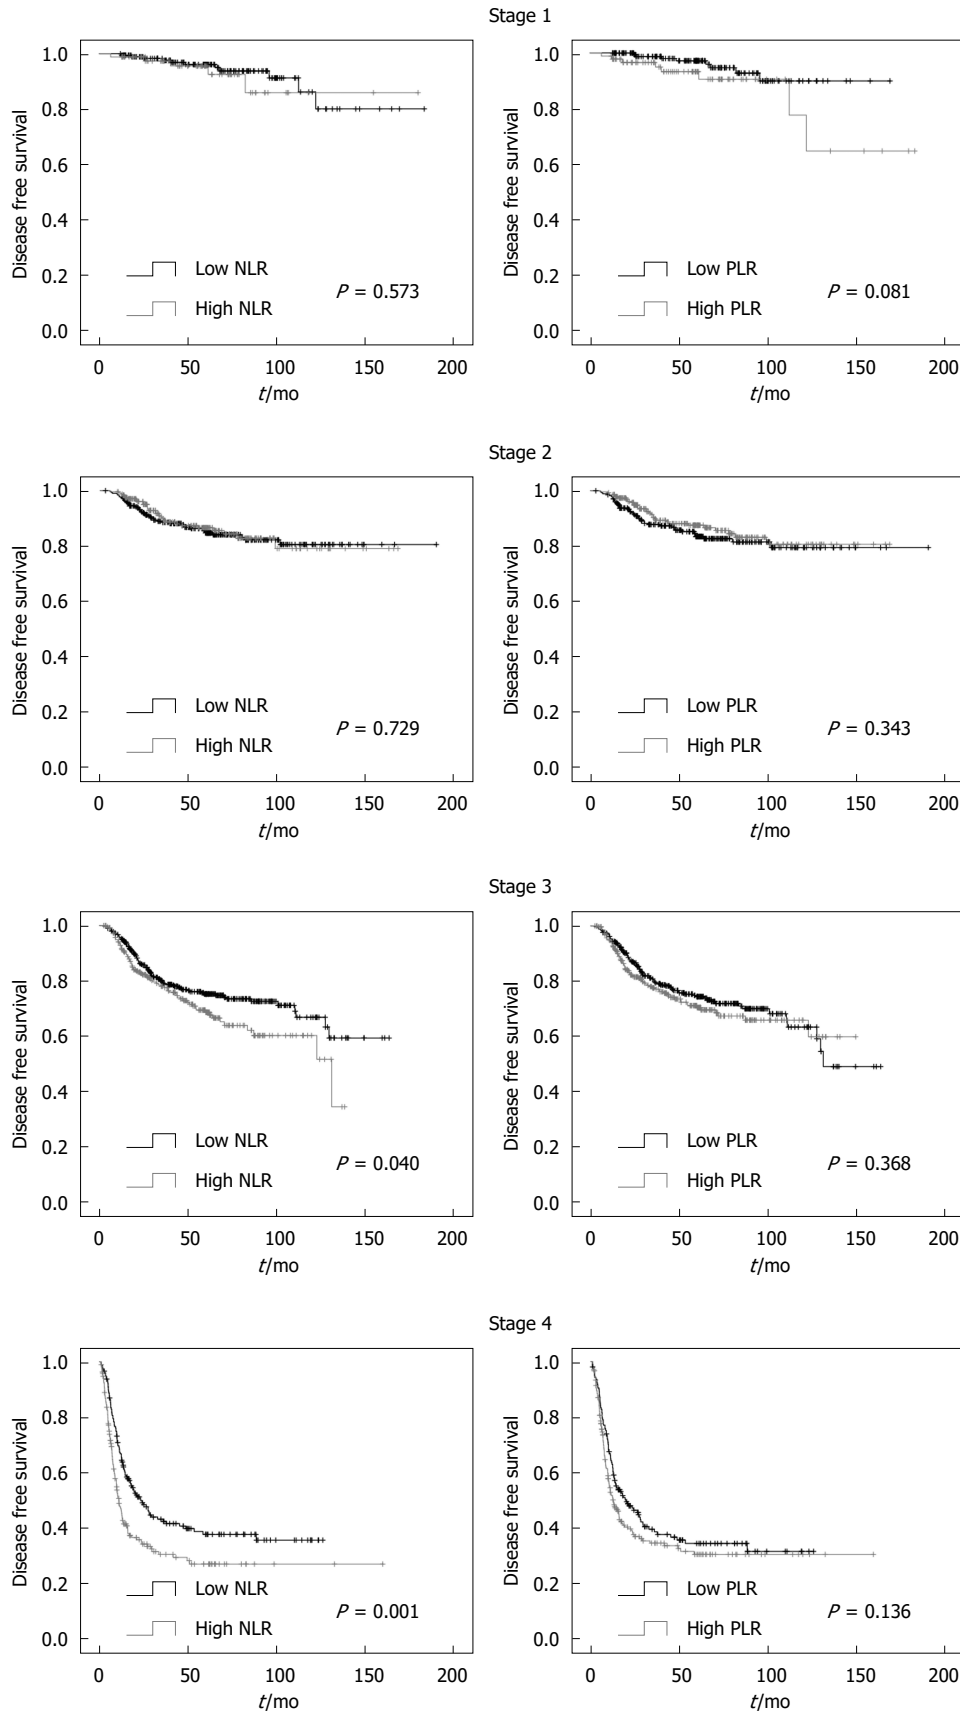 Stage 1
Disease free survival
1.0
0.8
0.6
0.4
0.2
0.0
Low NLR
High NLR
P = 0.573
0 50 100 150 200
t/mo
Disease free survival
1.0
0.8
0.6
0.4
0.2
0.0
Low PLR
High PLR
P = 0.081
0 50 100 150 200
t/mo
Stage 2
Disease free survival
1.0
0.8
0.6
0.4
0.2
0.0
Low NLR
High NLR
P = 0.729
0 50 100 150 200
t/mo
Disease free survival
1.0
0.8
0.6
0.4
0.2
0.0
Low PLR
High PLR
P = 0.343
0 50 100 150 200
t/mo
Stage 3
Disease free survival
1.0
0.8
0.6
0.4
0.2
0.0
Low NLR
High NLR
P = 0.040
0 50 100 150 200
t/mo
Disease free survival
1.0
0.8
0.6
0.4
0.2
0.0
Low PLR
High PLR
P = 0.368
0 50 100 150 200
t/mo
Stage 4
Disease free survival
1.0
0.8
0.6
0.4
0.2
0.0
Low NLR
High NLR
P = 0.001
0 50 100 150 200
t/mo
Disease free survival
1.0
0.8
0.6
0.4
0.2
0.0
Low PLR
High PLR
P = 0.136
0 50 100 150 200
t/mo